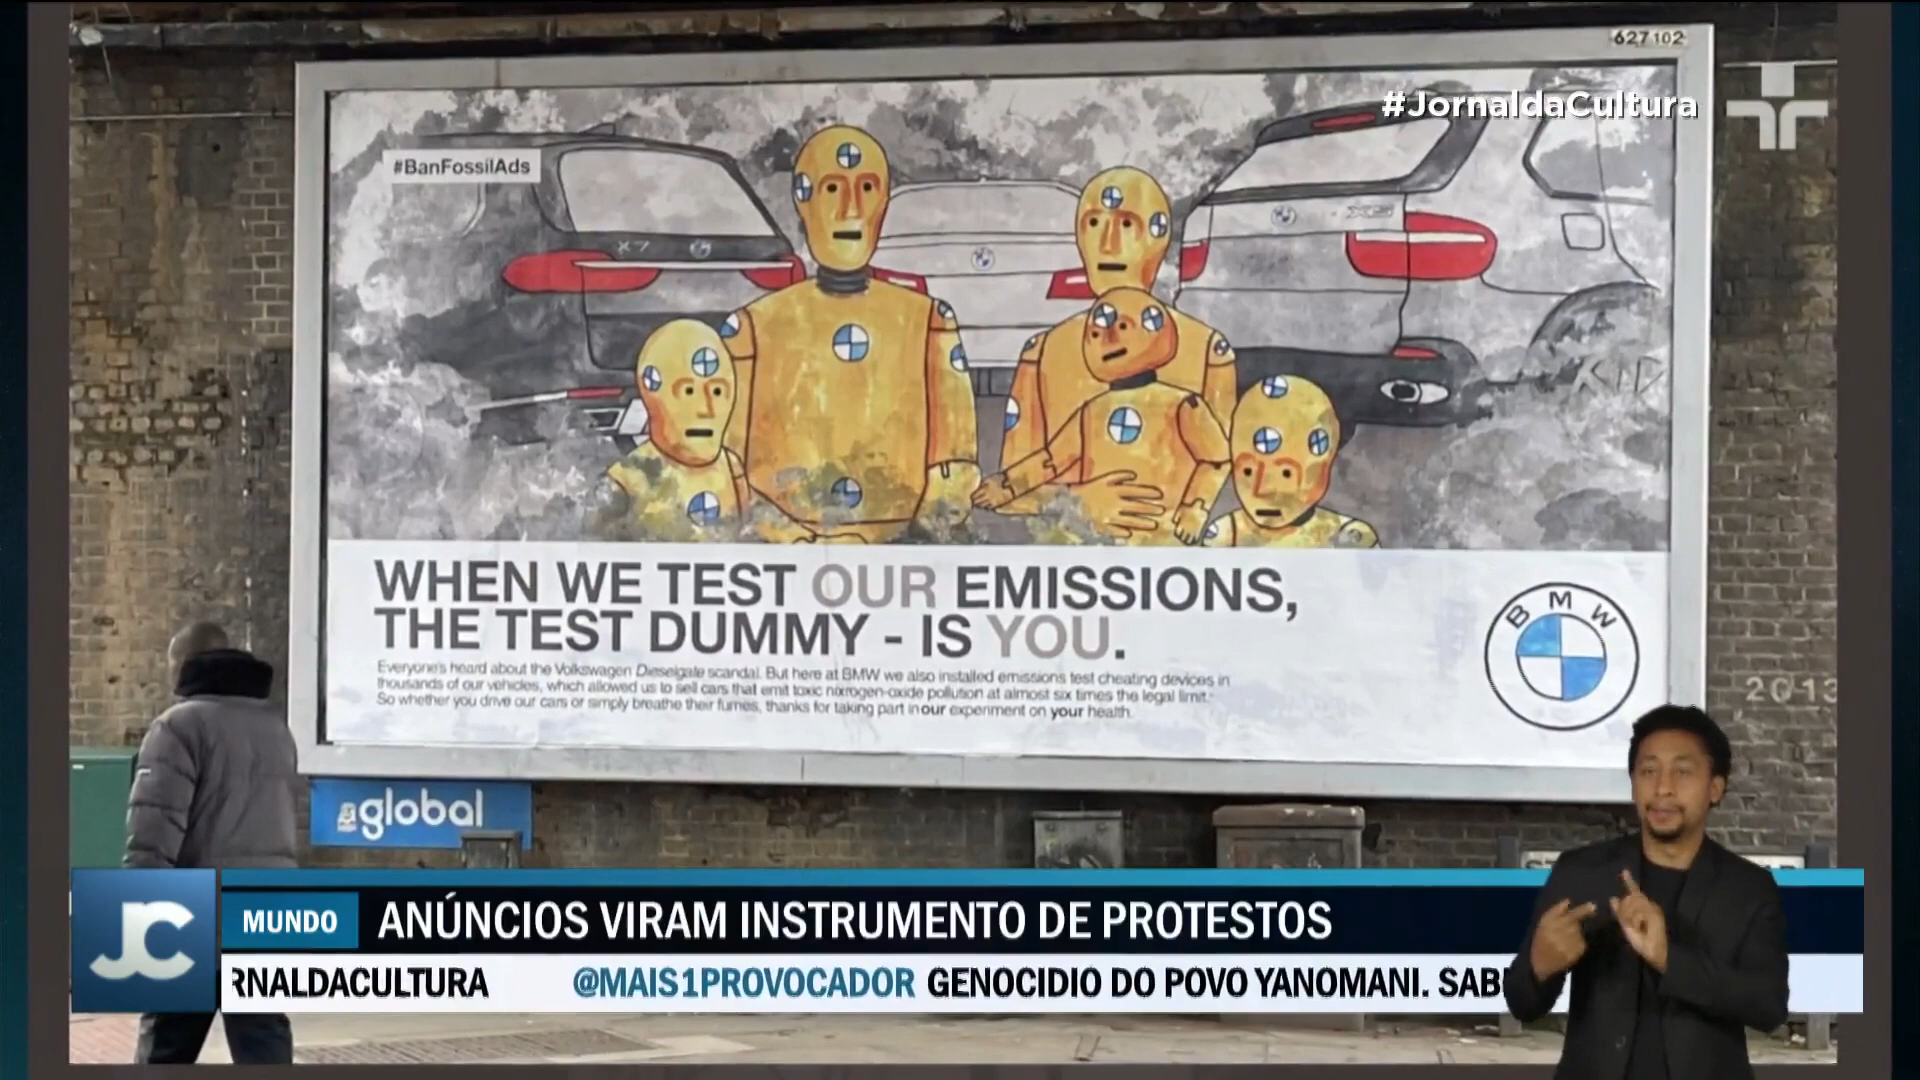 627102
#JornaldaCultura
#BanFossilAds
X7
X5
WHEN WE TEST OUR EMISSIONS,
THE TEST DUMMY - IS YOU.
Everyone's heard about the Volkswagen Dieselgate scandal. But here at BMW we also installed emissions test cheating devices in
thousands of our vehicles, which allowed us to sell cars that emit toxic nitrogen-oxide pollution at almost six times the legal limit.
So whether you drive our cars or simply breathe their fumes, thanks for taking part in our experiment on your health.
BMW
2013
global
JC
MUNDO
ANÚNCIOS VIRAM INSTRUMENTO DE PROTESTOS
RNALDACULTURA @MAIS1PROVOCADOR GENOCIDIO DO POVO YANOMANI. SAB